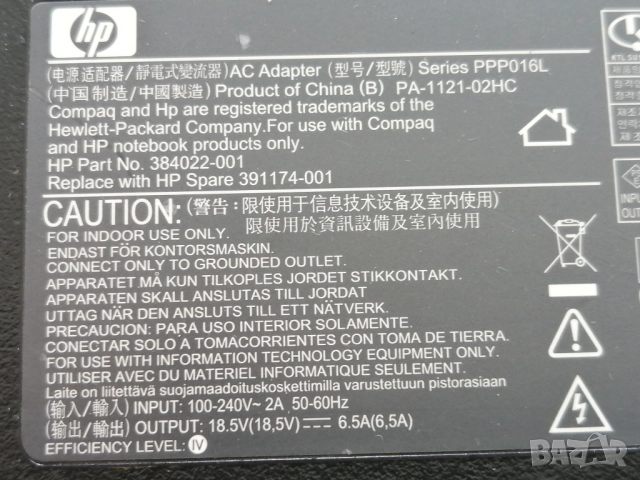 hp
(电源适配器/靜電式變流器) AC Adapter (型号/型號) Series PPP016L
(中国制造/中國製造) Product of China (B) PA-1121-02HC
Compaq and Hp are registered trademarks of the
Hewlett-Packard Company.For use with Compaq
and HP notebook products only.
HP Part No. 384022-001
Replace with HP Spare 391174-001
CAUTION: (警告: 限使用于信息技术设备及室内使用)
限使用於資訊設備及室內使用
FOR INDOOR USE ONLY.
ENDAST FÖR KONTORSMASKIN.
CONNECT ONLY TO GROUNDED OUTLET.
APPARATET MÅ KUN TILKOPLES JORDET STIKKONTAKT.
APPARATEN SKALL ANSLUTAS TILL JORDAT
UTTAG NÄR DEN ANSLUTS TILL ETT NÄTVERK.
PRECAUCION: PARA USO INTERIOR SOLAMENTE.
CONECTAR SOLO A TOMACORRIENTES CON TOMA DE TIERRA.
FOR USE WITH INFORMATION TECHNOLOGY EQUIPMENT ONLY.
UTILISER AVEC DU MATERIEL INFORMATIQUE SEULEMENT.
Laite on liitettävä suojamaadoituskoskettimilla varustettuun pistorasiaan
(输入/輸入) INPUT: 100-240V~ 2A 50-60Hz
(输出/輸出) OUTPUT: 18.5V(18,5V) 6.5A(6,5A)
EFFICIENCY LEVEL: IV
INPU
OUT
BAZAR